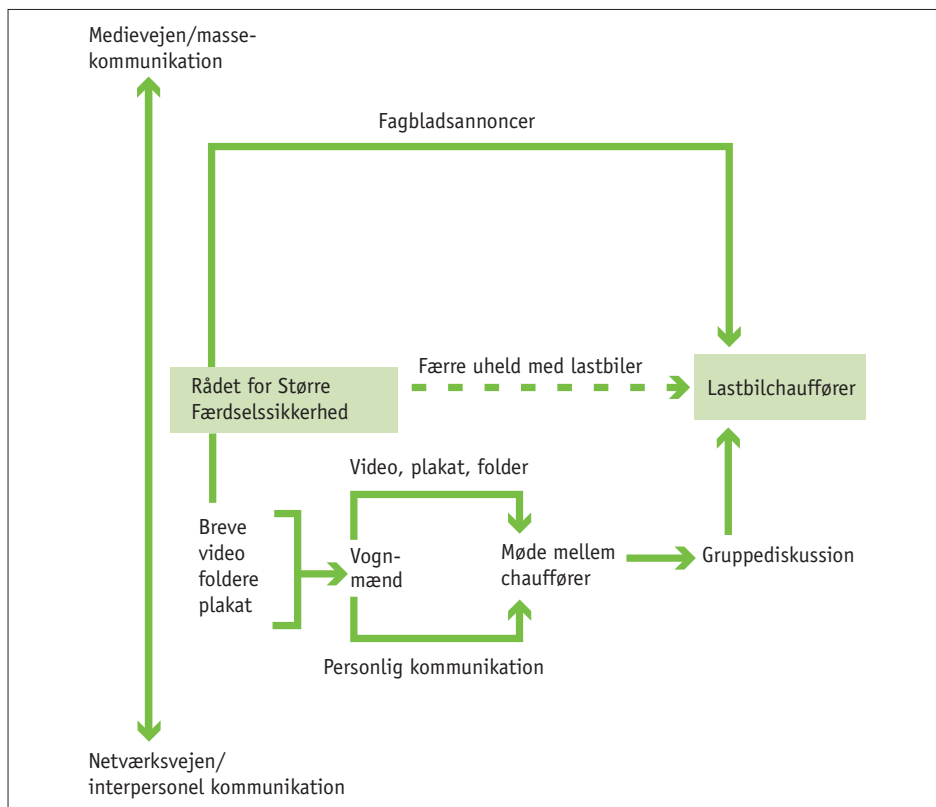 Medievejen/masse-
kommunikation
Fagbladsannoncer
Færre uheld med lastbiler
Rådet for Større
Færdselssikkerhed
Lastbilchauffører
Video, plakat, folder
Breve
video
foldere
plakat
Vogn-
mænd
Møde mellem
chauffører
Gruppediskussion
Personlig kommunikation
Netværksvejen/
interpersonel kommunikation